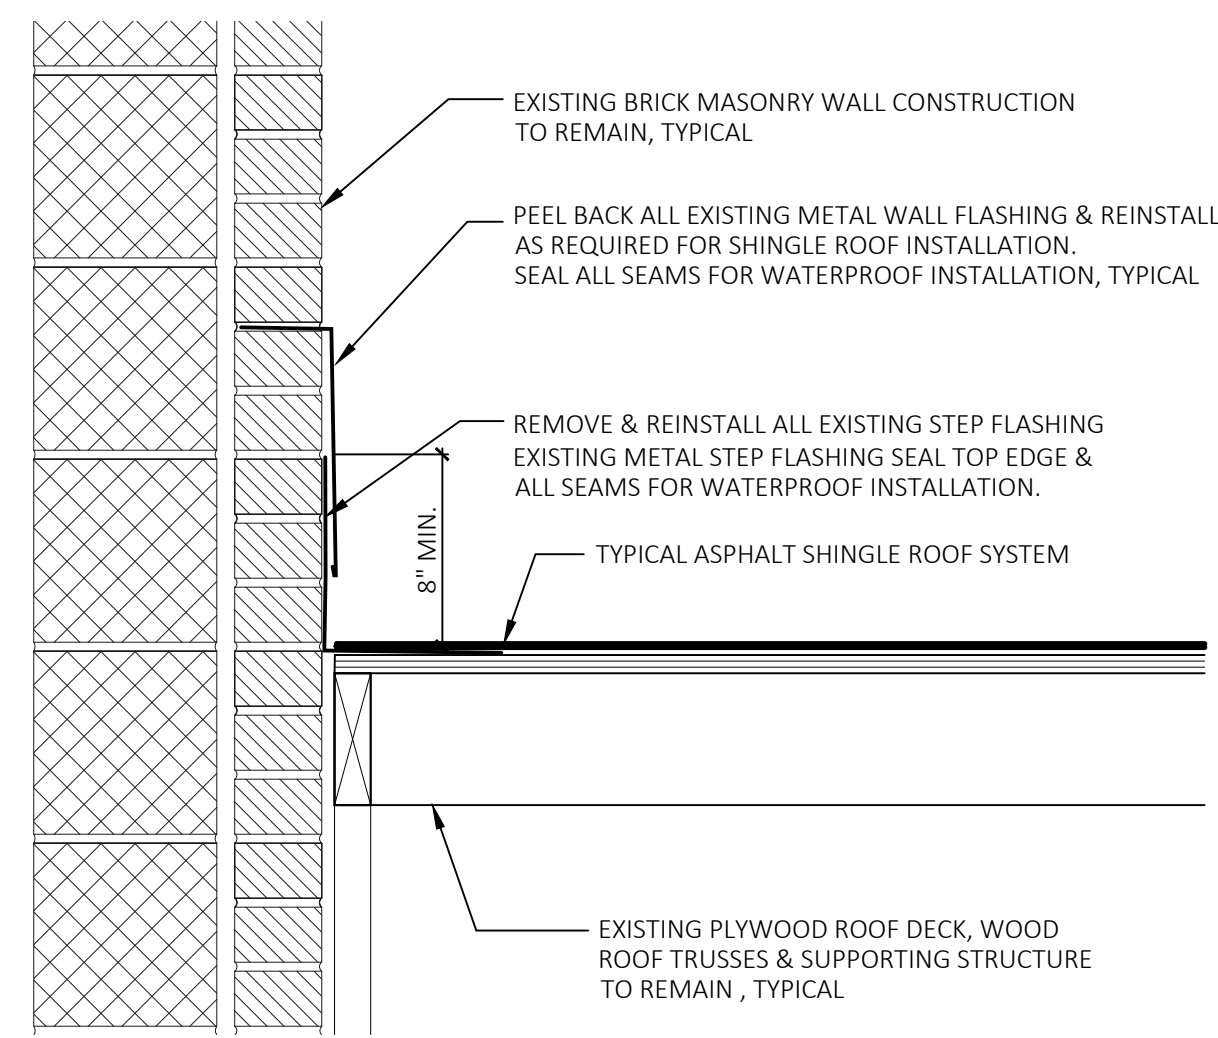 EXISTING BRICK MASONRY WALL CONSTRUCTION
TO REMAIN, TYPICAL
PEEL BACK ALL EXISTING METAL WALL FLASHING & REINSTALL
AS REQUIRED FOR SHINGLE ROOF INSTALLATION.
SEAL ALL SEAMS FOR WATERPROOF INSTALLATION, TYPICAL
REMOVE & REINSTALL ALL EXISTING STEP FLASHING
EXISTING METAL STEP FLASHING SEAL TOP EDGE &
ALL SEAMS FOR WATERPROOF INSTALLATION.
8" MIN.
TYPICAL ASPHALT SHINGLE ROOF SYSTEM
EXISTING PLYWOOD ROOF DECK, WOOD
ROOF TRUSSES & SUPPORTING STRUCTURE
TO REMAIN , TYPICAL